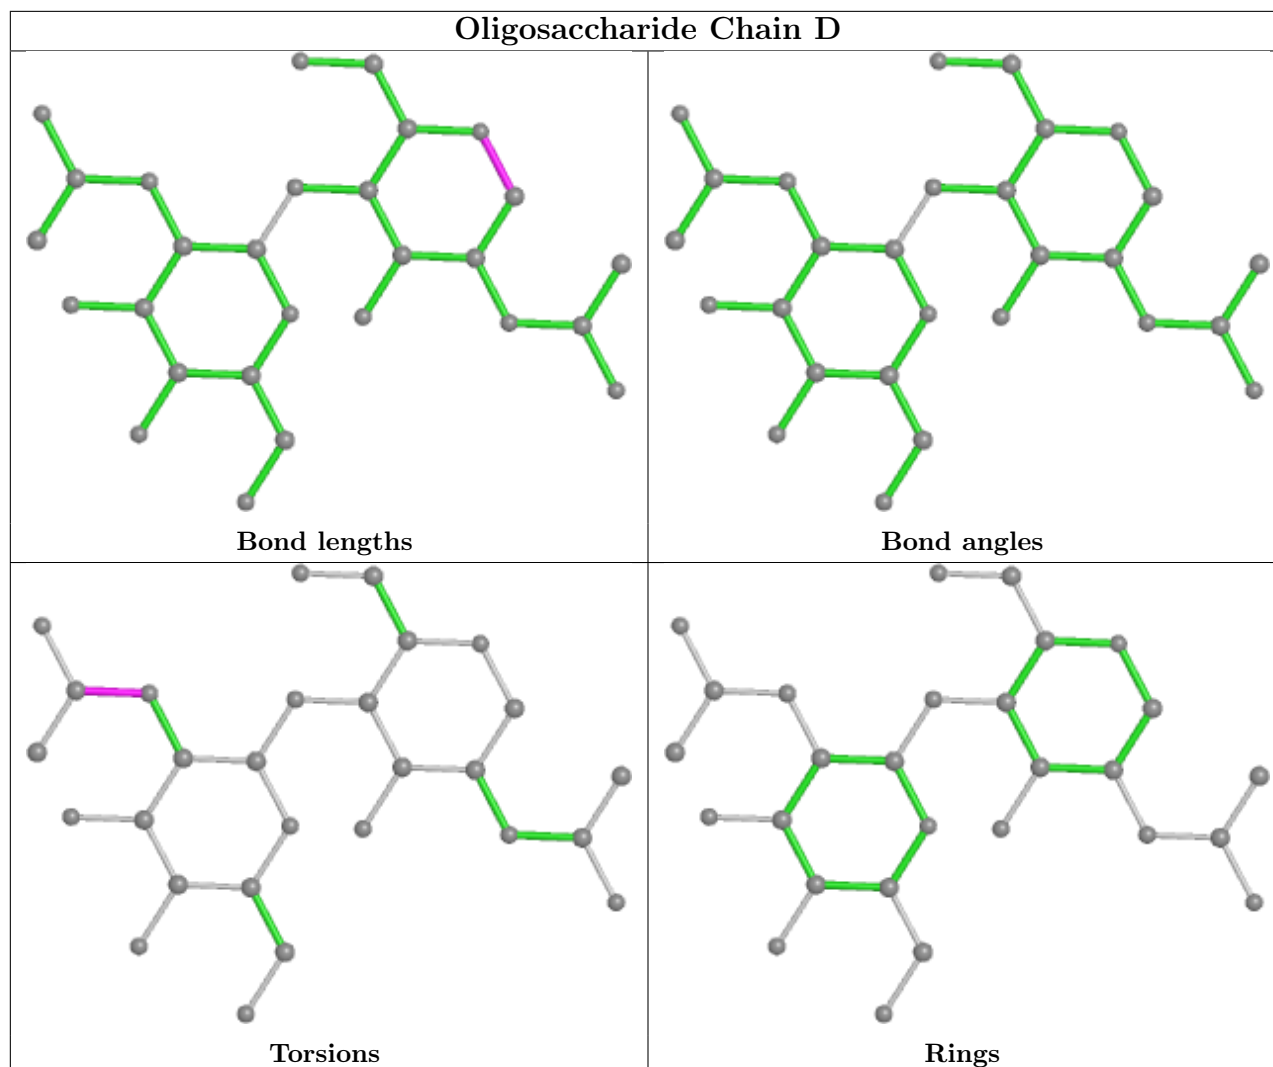 Oligosaccharide Chain D
Bond lengths
Bond angles
Torsions
Rings